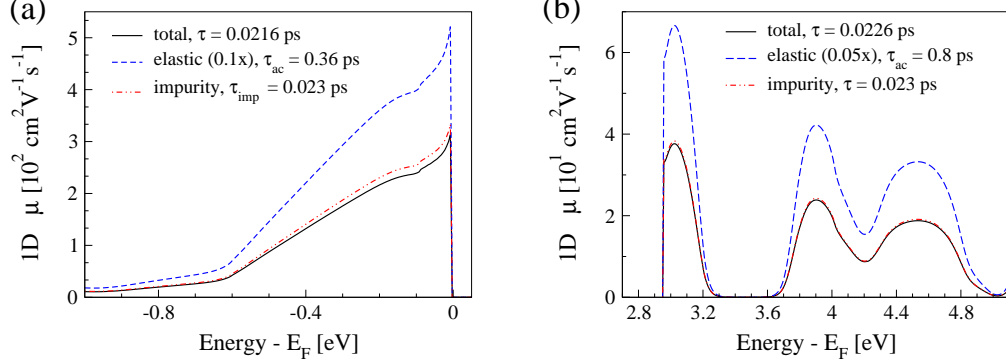 (a)
total, τ = 0.0216 ps
elastic (0.1x), τac = 0.36 ps
impurity, τimp = 0.023 ps
1D μ [10² cm²V⁻¹s⁻¹]
5
4
3
2
1
0
-0.8 -0.4 0
Energy - EF [eV]
(b)
total, τ = 0.0226 ps
elastic (0.05x), τac = 0.8 ps
impurity, τ = 0.023 ps
1D μ [10¹ cm²V⁻¹s⁻¹]
6
4
2
0
2.8 3.2 3.6 4 4.4 4.8
Energy - EF [eV]